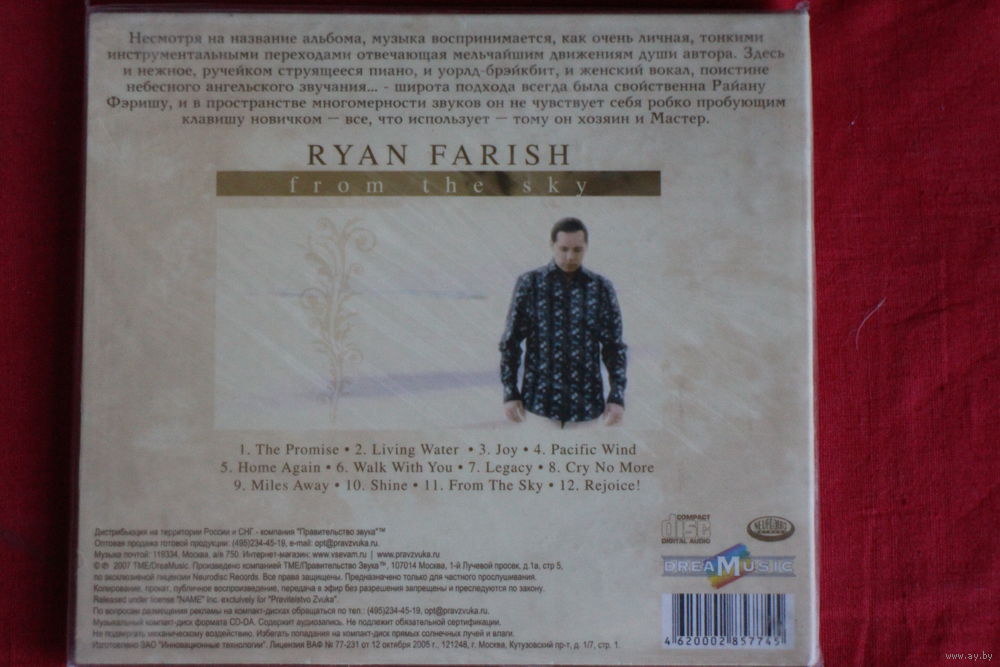 Несмотря на название альбома, музыка воспринимается, как очень личная, тонкими
инструментальными переходами отвечающая мельчайшим движениям души автора. Здесь
и нежное, ручейком струящееся пиано, и уорлд-брэйкбит, и женский вокал, поистине
небесного ангельского звучания... - широта подхода всегда была свойственна Райану
Фэришу, и в пространстве многомерности звуков он не чувствует себя робко пробующим
клавишу новичком — все, что использует — тому он хозяин и Мастер.
RYAN FARISH
from the sky
1. The Promise • 2. Living Water • 3. Joy • 4. Pacific Wind
5. Home Again • 6. Walk With You • 7. Legacy • 8. Cry No More
9. Miles Away • 10. Shine • 11. From The Sky • 12. Rejoice!
Дистрибьюция на территории России и СНГ - компания "Правительство звука"™
Оптовая продажа готовой продукции: (495)234-45-19, e-mail: opt@pravzvuka.ru
Музыка почтой: 119334, Москва, а/я 750. Интернет-магазин: www.vsevam.ru | www.pravzvuka.ru
© ℗ 2007 TME/DreaMusic. Произведено компанией TME/Правительство Звука™, 107014 Москва, 1-й Лучевой просек, д.1а, стр 5,
по эксклюзивной лицензии Neurodisc Records. Все права защищены. Предназначено только для частного прослушивания.
Копирование, прокат, публичное воспроизведение, передача в эфир без разрешения запрещены и преследуются по закону.
Released under license "NAME" Inc. exclusively for "Pravitelstvo Zvuka".
По вопросам размещения рекламы на компакт-дисках обращаться по тел.: (495)234-45-19, opt@pravzvuka.ru.
Музыкальный компакт-диск формата CD-DA. Содержит аудиозапись. Не подлежит обязательной сертификации.
Не подвергать механическому воздействию. Избегать попадания на компакт-диск прямых солнечных лучей и влаги.
Изготовлено ЗАО "Инновационные технологии". Лицензия ВАФ № 77-231 от 12 октября 2005 г., 121248, г. Москва, Кутузовский пр-т, д. 1/7, стр. 1.
COMPACT
disc
DIGITAL AUDIO
DREAMUSIC
4620002857745
www.ay.by